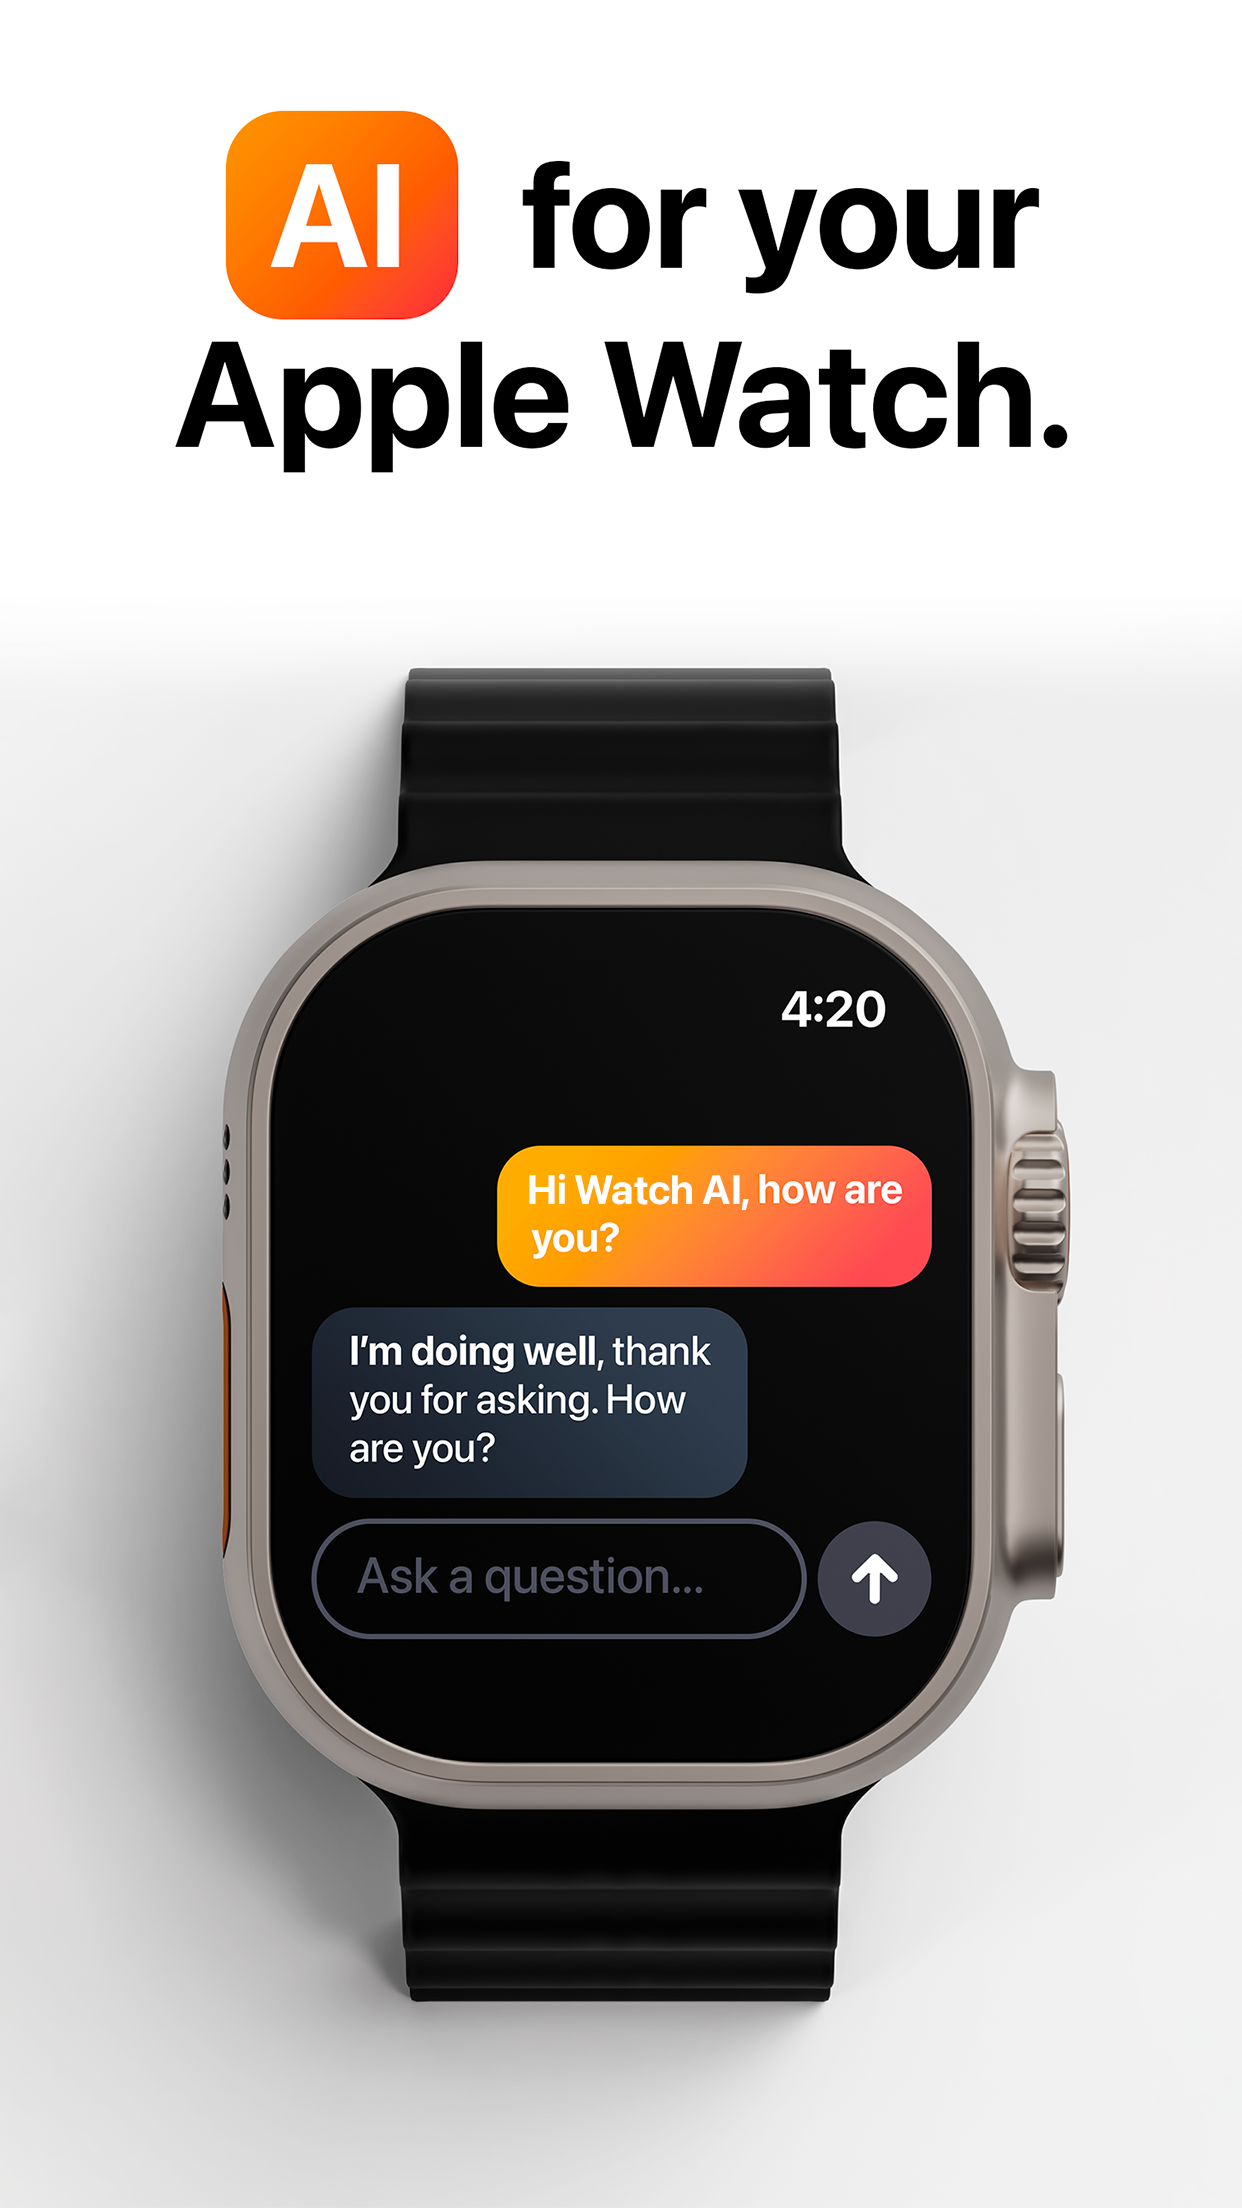 AI for your
Apple Watch.
4:20
Hi Watch AI, how are
you?
I'm doing well, thank
you for asking. How
are you?
Ask a question...